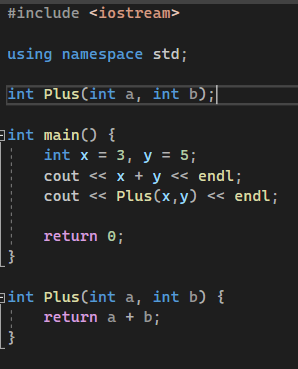 #include <iostream>
using namespace std;
int Plus(int a, int b);
int main() {
int x = 3, y = 5;
cout << x + y << endl;
cout << Plus(x,y) << endl;
return 0;
}
int Plus(int a, int b) {
return a + b;
}